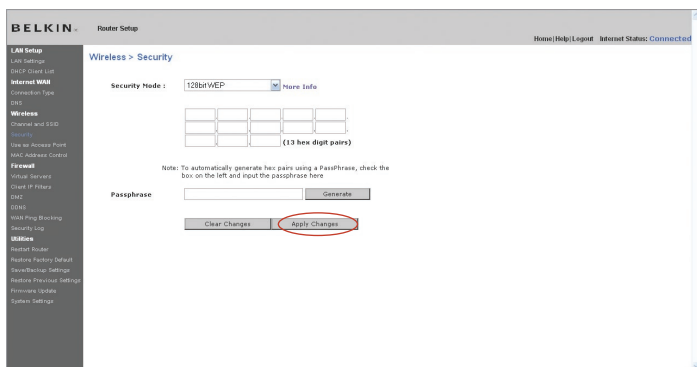 BELKIN®
Router Setup
Home|Help|Logout Internet Status: Connected
LAN Setup
LAN Settings
DHCP Client List
Internet WAN
Connection Type
DNS
Wireless
Channel and SSID
Security
Use as Access Point
MAC Address Control
Firewall
Virtual Servers
Client IP Filters
DMZ
DDNS
WAN Ping Blocking
Security Log
Utilities
Restart Router
Restore Factory Default
Save/Backup Settings
Restore Previous Settings
Firmware Update
System Settings
Wireless > Security
Security Mode : 128bit WEP More Info
(13 hex digit pairs)
Note: To automatically generate hex pairs using a PassPhrase, check the
box on the left and input the passphrase here
Passphrase Generate
Clear Changes Apply Changes